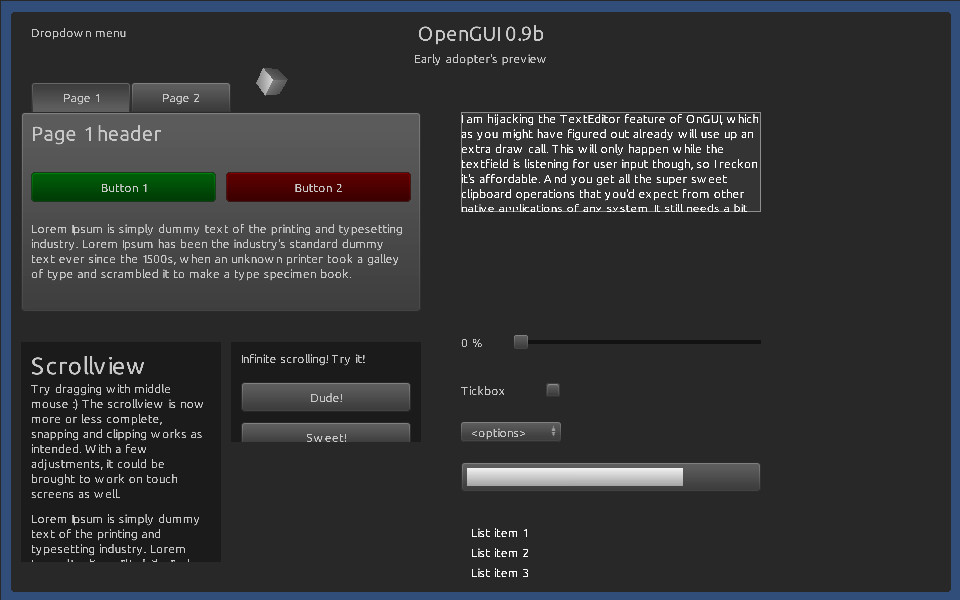 Dropdown menu
OpenGUI 0.9b
Early adopter's preview
Page 1
Page 2
Page 1 header
Button 1
Button 2
Lorem Ipsum is simply dummy text of the printing and typesetting
industry. Lorem Ipsum has been the industry's standard dummy
text ever since the 1500s, when an unknown printer took a galley
of type and scrambled it to make a type specimen book.
I am hijacking the TextEditor feature of OnGUI, which
as you might have figured out already will use up an
extra draw call. This will only happen while the
textfield is listening for user input though, so I reckon
it's affordable. And you get all the super sweet
clipboard operations that you'd expect from other
native applications of any system. It still needs a bit
Scrollview
Try dragging with middle
mouse :) The scrollview is now
more or less complete,
snapping and clipping works as
intended. With a few
adjustments, it could be
brought to work on touch
screens as well.
Lorem Ipsum is simply dummy
text of the printing and
typesetting industry. Lorem
Infinite scrolling! Try it!
Dude!
Sweet!
0 %
Tickbox
<options>
List item 1
List item 2
List item 3